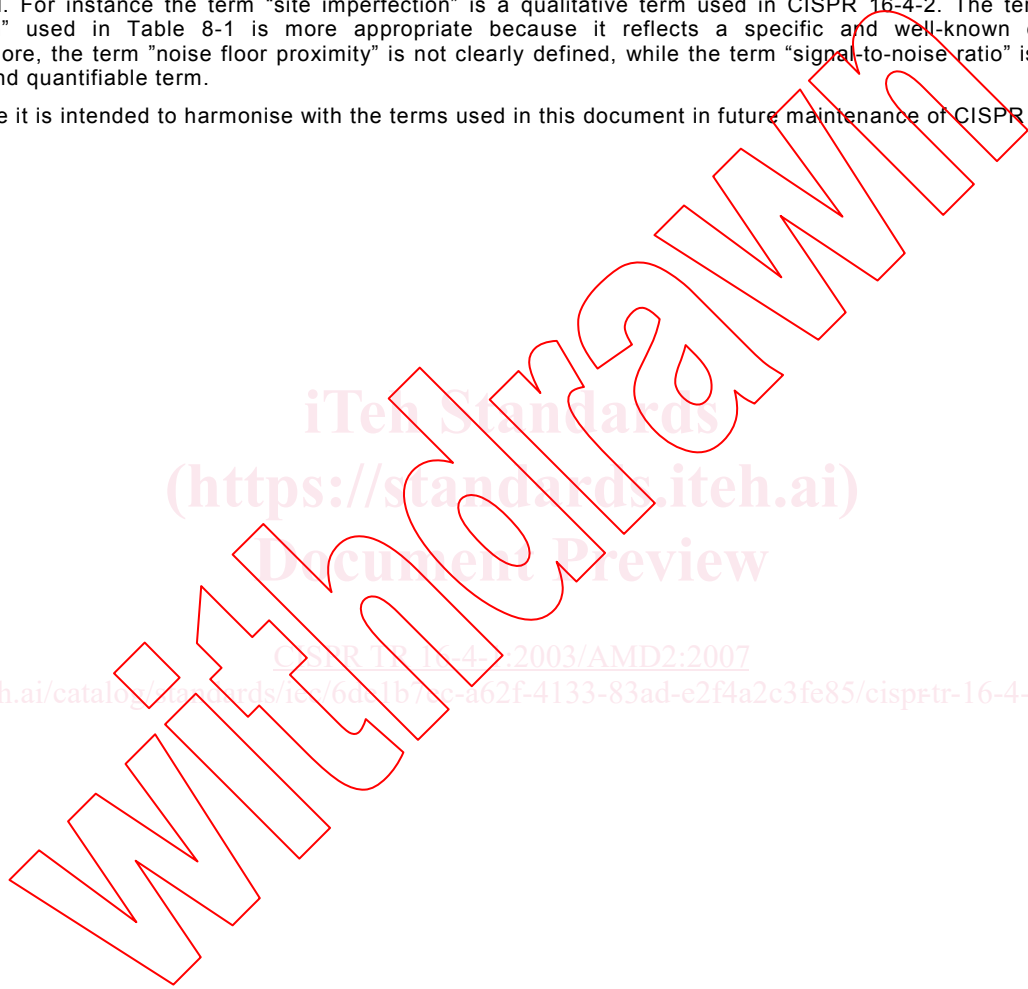 . For instance the term “site imperfection” is a qualitative term used in CISPR 16-4-2. The te
” used in Table 8-1 is more appropriate because it reflects a specific and well-known
ore, the term ”noise floor proximity” is not clearly defined, while the term “signal-to-noise ratio” is
nd quantifiable term.
e it is intended to harmonise with the terms used in this document in future maintenance of CISPR
iTeh Standards
(https://standards.iteh.ai)
Document Preview
CISPR TR 16-4-1:2003/AMD2:2007
h.ai/catalog/standards/iec/ -a62f-4133-83ad-e2f4a2c3fe85/cispr-tr-16-4-
withdrawn